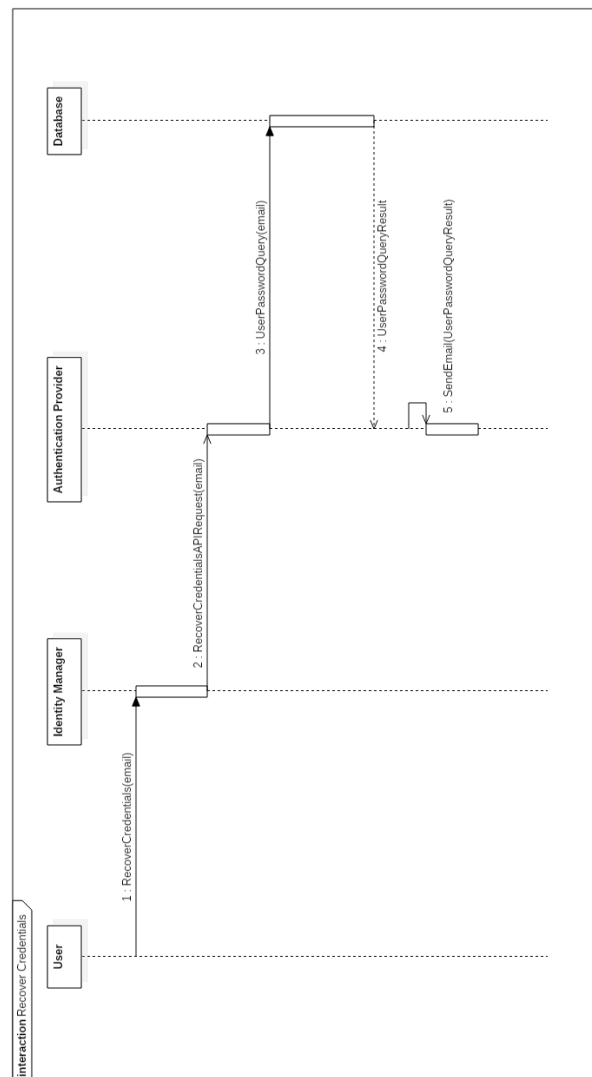 interaction Recover Credentials
User
Identity Manager
Authentication Provider
Database
1 : RecoverCredentials(email)
2 : RecoverCredentialsAPIRequest(email)
3 : UserPasswordQuery(email)
4 : UserPasswordQueryResult
5 : SendEmail(UserPasswordQueryResult)